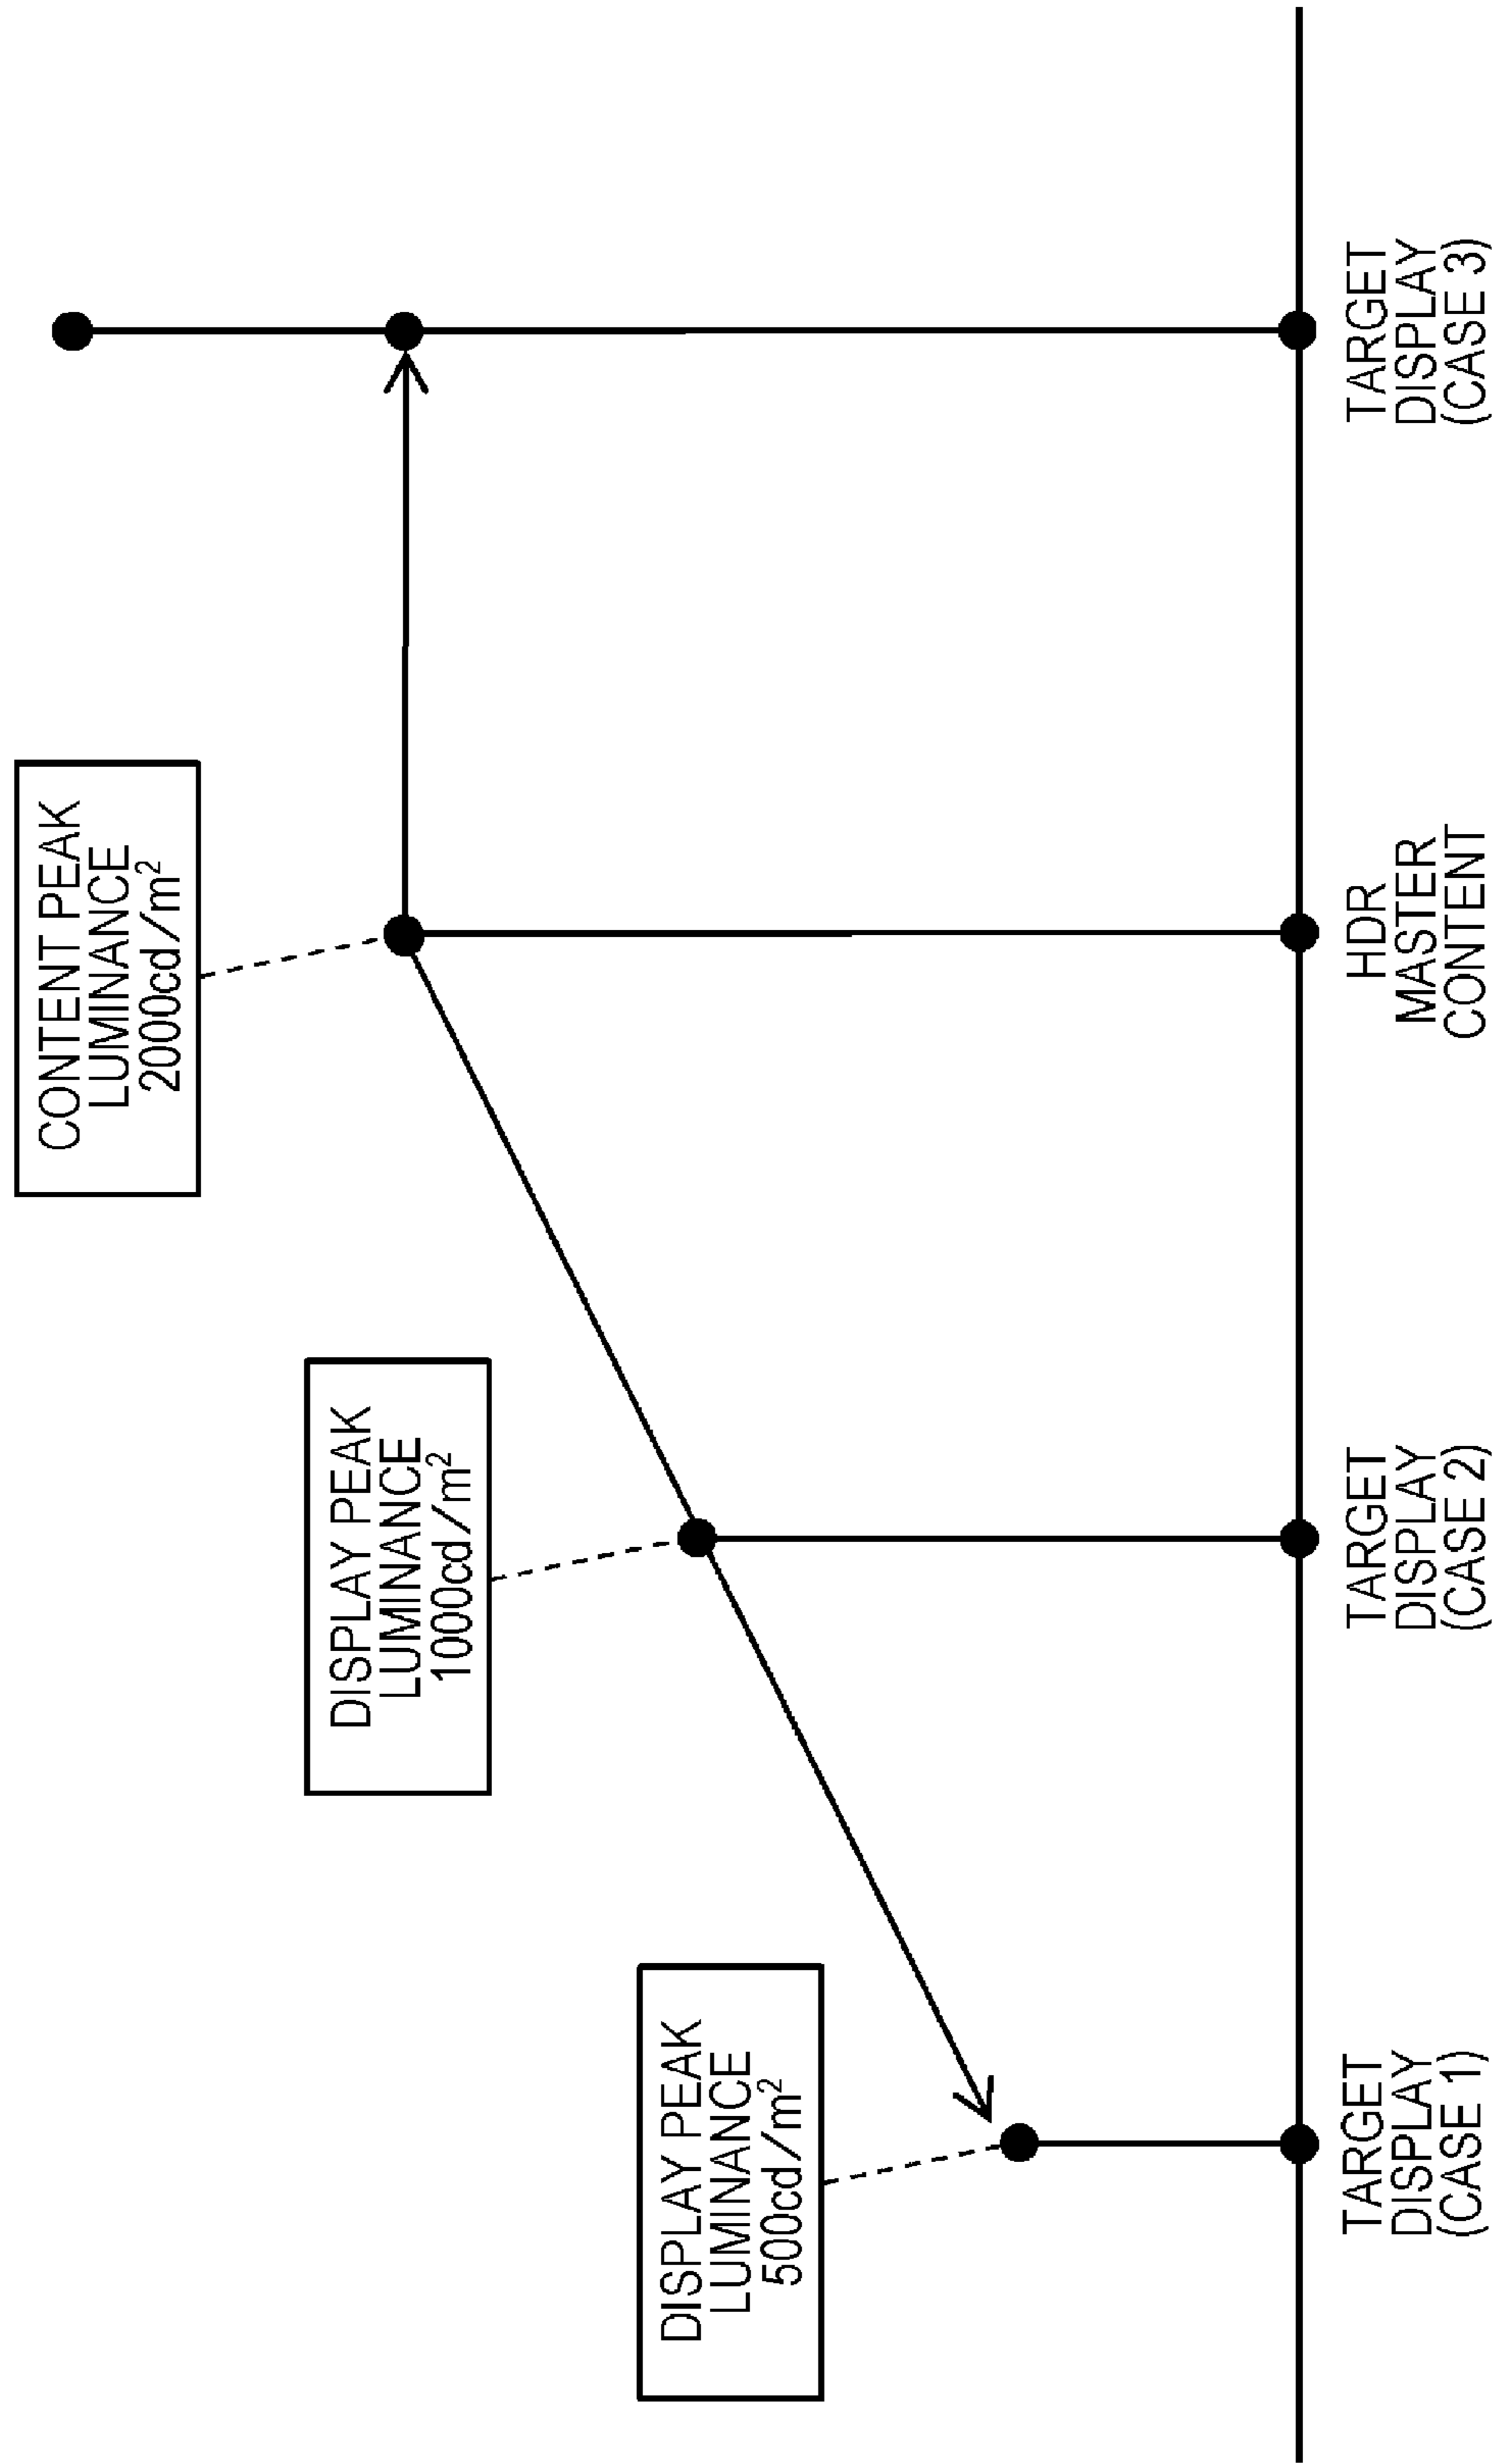 CONTENT PEAK
LUMINANCE
2000cd/m²
DISPLAY PEAK
LUMINANCE
1000cd/m²
DISPLAY PEAK
LUMINANCE
500cd/m²
TARGET
DISPLAY
(CASE 1)
TARGET
DISPLAY
(CASE 2)
HDR
MASTER
CONTENT
TARGET
DISPLAY
(CASE 3)